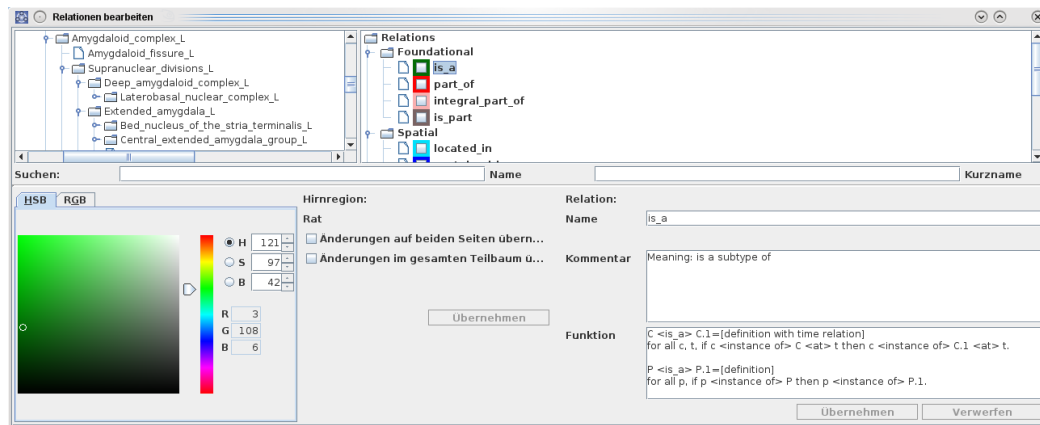 Relationen bearbeiten
Amygdaloid_complex_L
Amygdaloid_fissure_L
Supranuclear_divisions_L
Deep_amygdaloid_complex_L
Laterobasal_nuclear_complex_L
Extended_amygdala_L
Bed_nucleus_of_the_stria_terminalis_L
Central_extended_amygdala_group_L
Relations
Foundational
is_a
part_of
integral_part_of
is_part
Spatial
located_in
Suchen:
Name
Kurzname
HSB RGB
H 121
S 97
B 42
R 3
G 108
B 6
Hirnregion:
Rat
Änderungen auf beiden Seiten übern...
Änderungen im gesamten Teilbaum ü...
Übernehmen
Relation:
Name is_a
Kommentar Meaning: is a subtype of
Funktion C <is_a> C.1=[definition with time relation]
for all c, t, if c <instance of> C <at> t then c <instance of> C.1 <at> t.
P <is_a> P.1=[definition]
for all p, if p <instance of> P then p <instance of> P.1.
Übernehmen Verwerfen